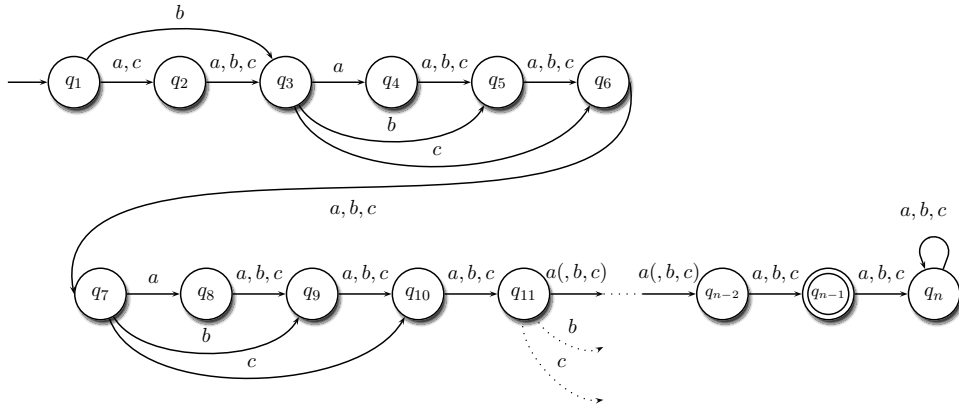 b
a, c a, b, c a a, b, c a, b, c
q1 q2 q3 q4 q5 q6
b
c
a, b, c
a, b, c
a a, b, c a, b, c a, b, c a(, b, c) a(, b, c) a, b, c a, b, c
q7 q8 q9 q10 q11 qn−2 qn−1 qn
b b
c c